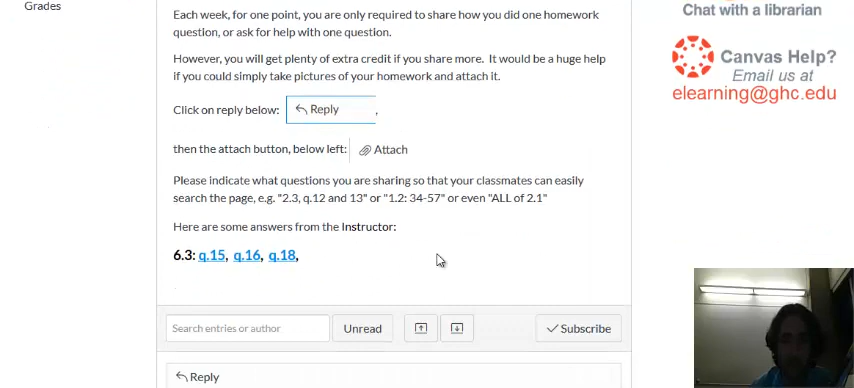 Grades
Each week, for one point, you are only required to share how you did one homework
question, or ask for help with one question.
However, you will get plenty of extra credit if you share more. It would be a huge help
if you could simply take pictures of your homework and attach it.
Click on reply below: Reply ,
then the attach button, below left: Attach
Please indicate what questions you are sharing so that your classmates can easily
search the page, e.g. "2.3, q.12 and 13" or "1.2: 34-57" or even "ALL of 2.1"
Here are some answers from the Instructor:
6.3: q.15, q.16, q.18,
Search entries or author Unread Subscribe
Reply
Chat with a librarian
Canvas Help?
Email us at
elearning@ghc.edu